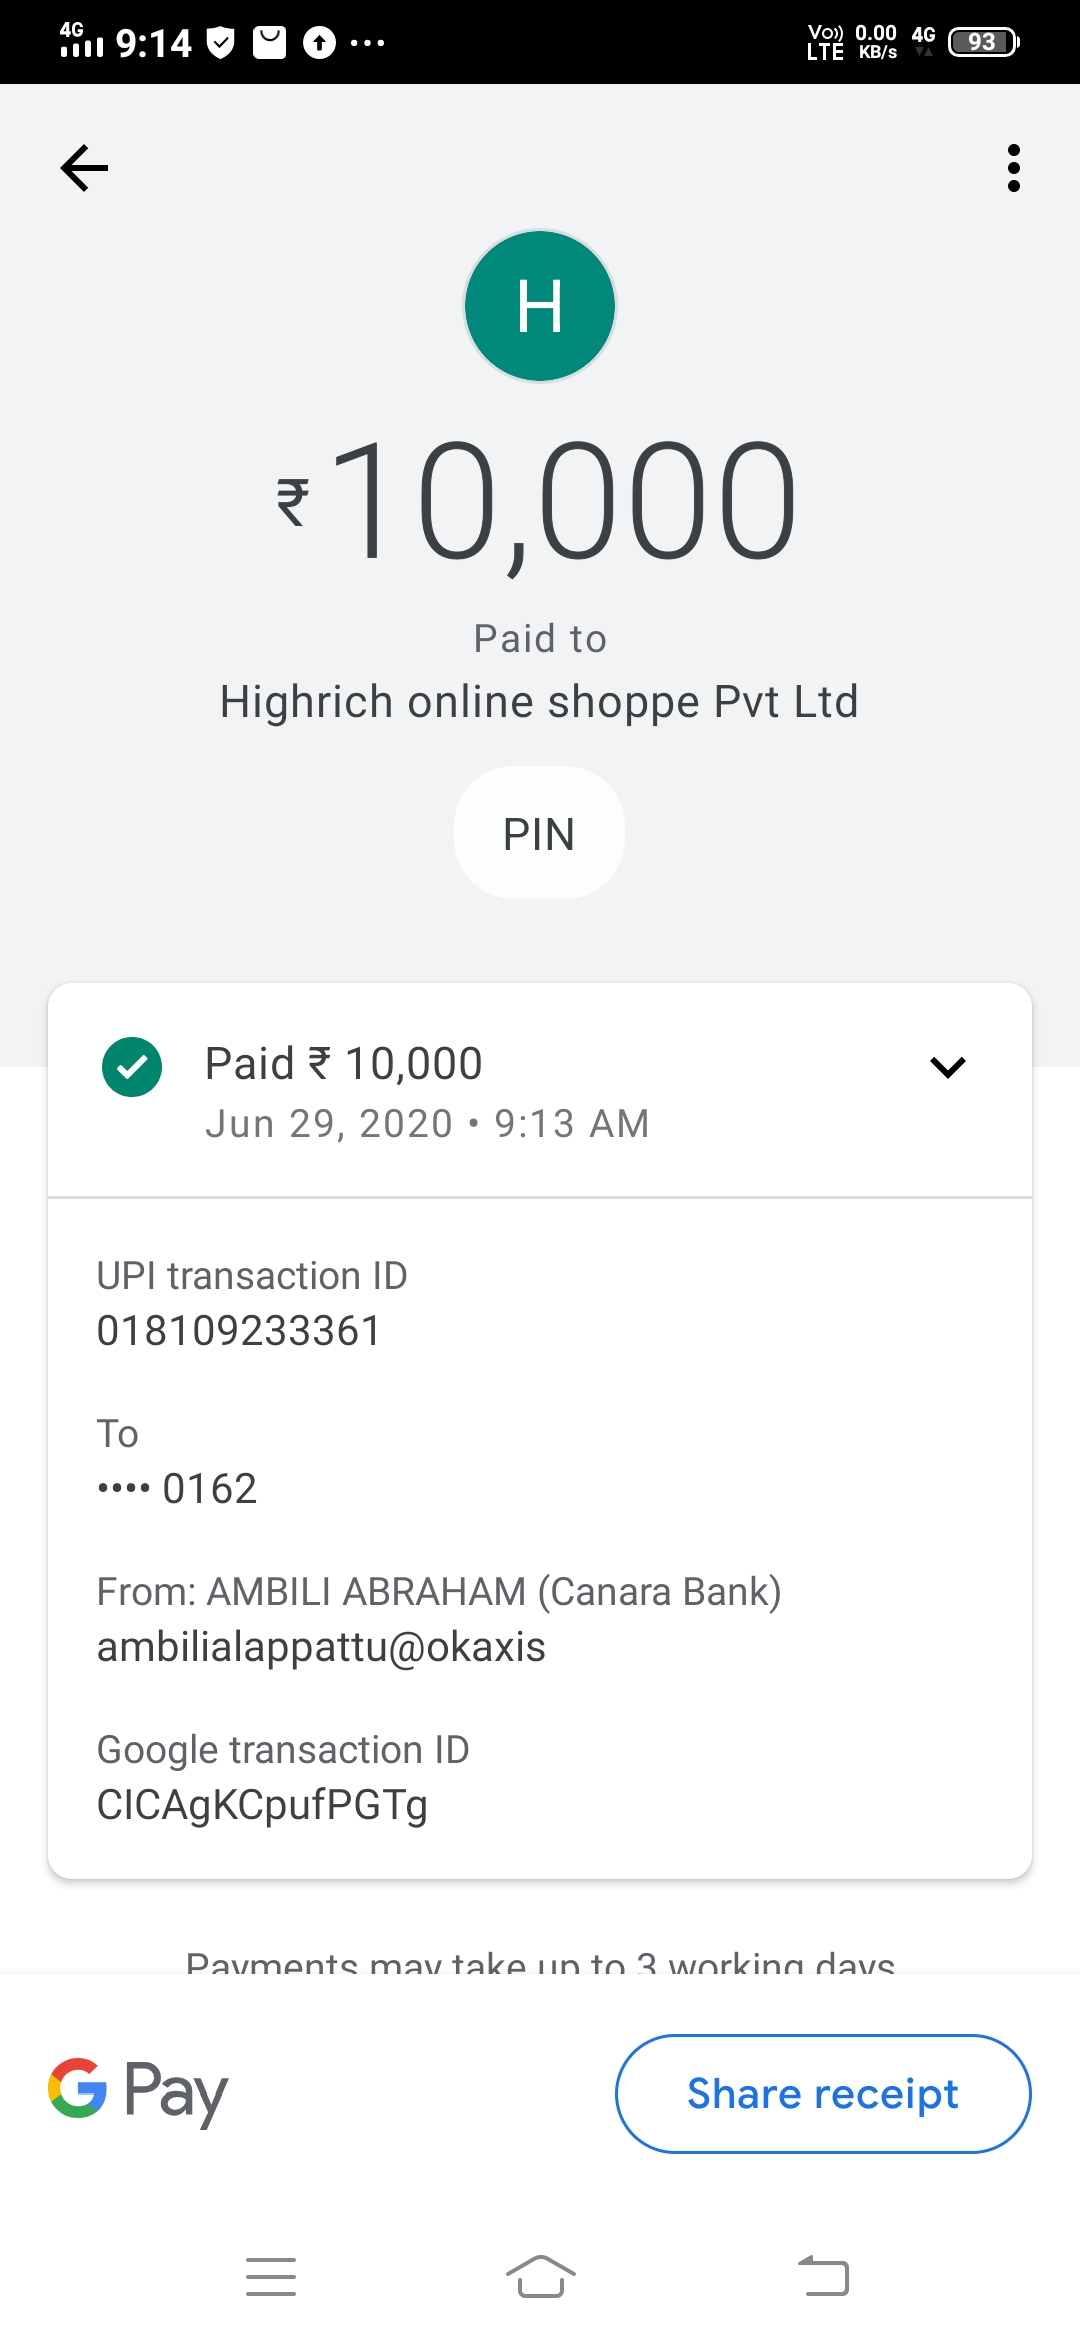 4G 9:14 Vo)) LTE 0.00 KB/s 4G 93
H
₹10,000
Paid to
Highrich online shoppe Pvt Ltd
PIN
Paid ₹ 10,000
Jun 29, 2020 • 9:13 AM
UPI transaction ID
018109233361
To
•••• 0162
From: AMBILI ABRAHAM (Canara Bank)
ambilialappattu@okaxis
Google transaction ID
CICAgKCpufPGTg
Payments may take up to 3 working days
G Pay
Share receipt